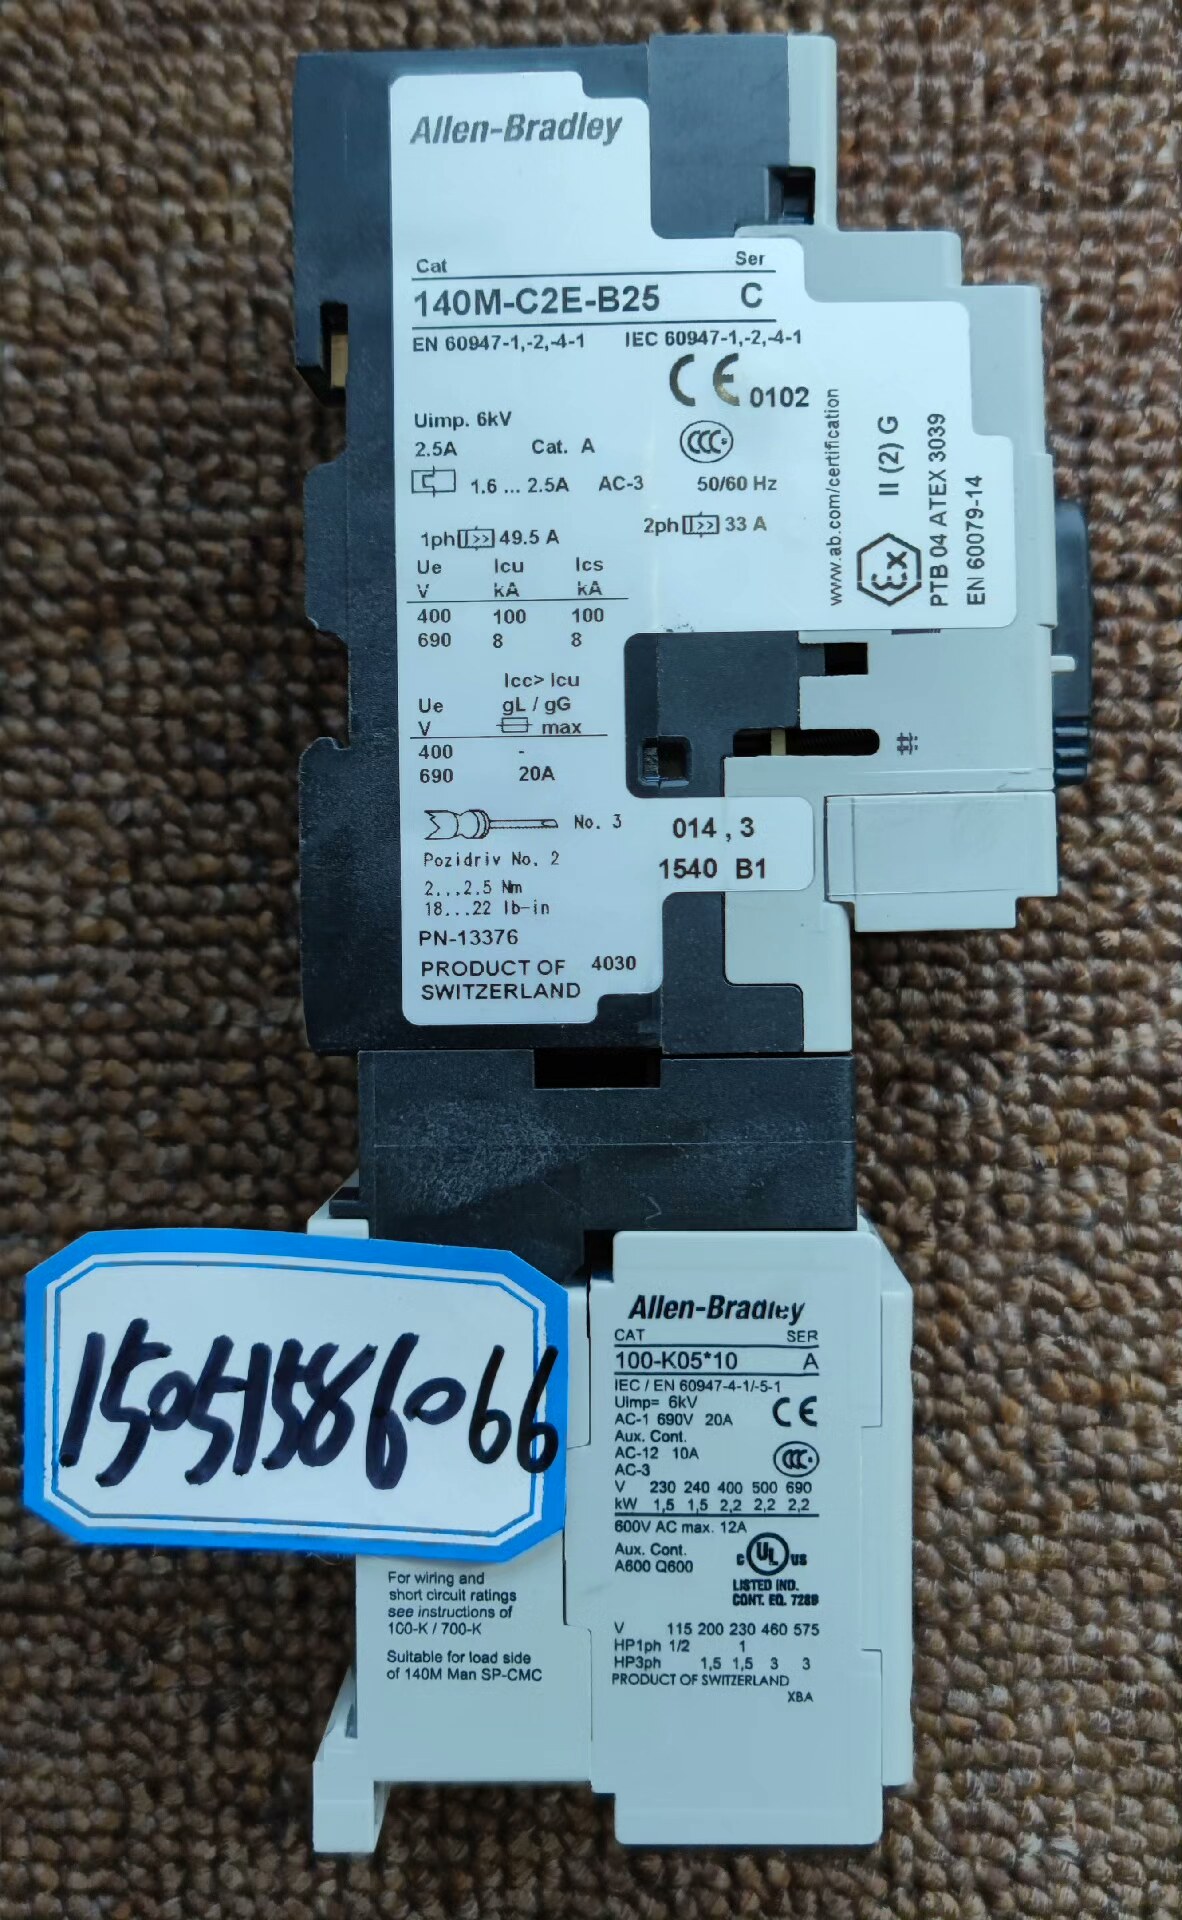 Allen-Bradley
Cat Ser
140M-C2E-B25 C
EN 60947-1,-2,-4-1 IEC 60947-1,-2,-4-1
CE 0102
Uimp. 6kV
2.5A Cat. A
CCC
1.6 ... 2.5A AC-3 50/60 Hz
1ph >> 49.5 A 2ph >> 33 A
Ue Icu Ics
V kA kA
400 100 100
690 8 8
Icc> Icu
Ue gL / gG
V max
400 -
690 20A
No. 3
Pozidriv No. 2
2...2.5 Nm
18...22 lb-in
PN-13376
PRODUCT OF 4030
SWITZERLAND
014 , 3
1540 B1
www.ab.com/certification
Ex II (2) G
PTB 04 ATEX 3039
EN 60079-14
15051586066
For wiring and
short circuit ratings
see instructions of
100-K / 700-K
Suitable for load side
of 140M Man SP-CMC
Allen-Bradley
CAT SER
100-K05*10 A
IEC / EN 60947-4-1/-5-1
Uimp= 6kV
CE
AC-1 690V 20A
Aux. Cont.
AC-12 10A
CCC
AC-3
V 230 240 400 500 690
kW 1,5 1,5 2,2 2,2 2,2
600V AC max. 12A
Aux. Cont.
A600 Q600
c UL us
LISTED IND.
CONT. EQ. 728B
V 115 200 230 460 575
HP1ph 1/2 1
HP3ph 1,5 1,5 3 3
PRODUCT OF SWITZERLAND
XBA